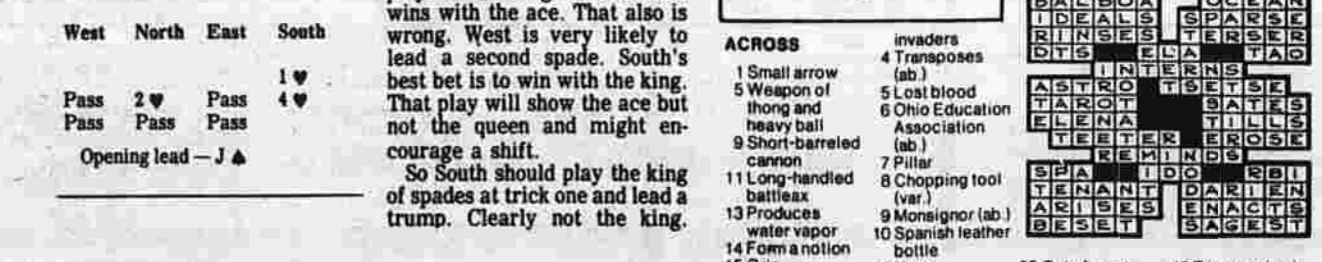 West North East South
1♥
Pass 2♥ Pass 4♥
Pass Pass Pass
Opening lead — J♠
wins with the ace. That also is
wrong. West is very likely to
lead a second spade. South's
best bet is to win with the king.
That play will show the ace but
not the queen and might en-
courage a shift.
So South should play the king
of spades at trick one and lead a
trump. Clearly not the king.
ACROSS
1 Small arrow
5 Weapon of
thong and
heavy ball
9 Short-barreled
cannon
11 Long-handled
battleax
13 Produces
water vapor
14 Form a notion
invaders
4 Transposes
(ab.)
5 Lost blood
6 Ohio Education
Association
(ab.)
7 Pillar
8 Chopping tool
(var.)
9 Monsignor (ab.)
10 Spanish leather
bottle
BALBOA OCEAN
IDEALS SPARSE
RINSES TERSER
DTS ELA TAO
INTERNS
ASTRO TSETSE
TAROT SATES
ELENA TILLS
TEETER EROSE
REMINDS
SPA IDO RBI
TENANT DARIEN
ARISES ENACTS
BESET SAGEST